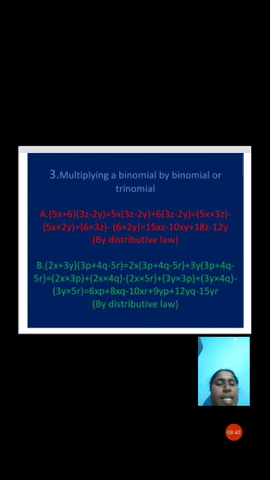 3.Multiplying a binomial by binomial or
trinomial
A.(5x+6)(3z-2y)=5x(3z-2y)+6(3z-2y)=(5x×3z)-
(5x×2y)+(6×3z)- (6×2y)=15xz-10xy+18z-12y
(By distributive law)
B.(2x+3y)(3p+4q-5r)=2x(3p+4q-5r)+3y(3p+4q-
5r)=(2x×3p)+(2x×4q)-(2x×5r)+(3y×3p)+(3y×4q)-
(3y×5r)=6xp+8xq-10xr+9yp+12yq-15yr
(By distributive law)